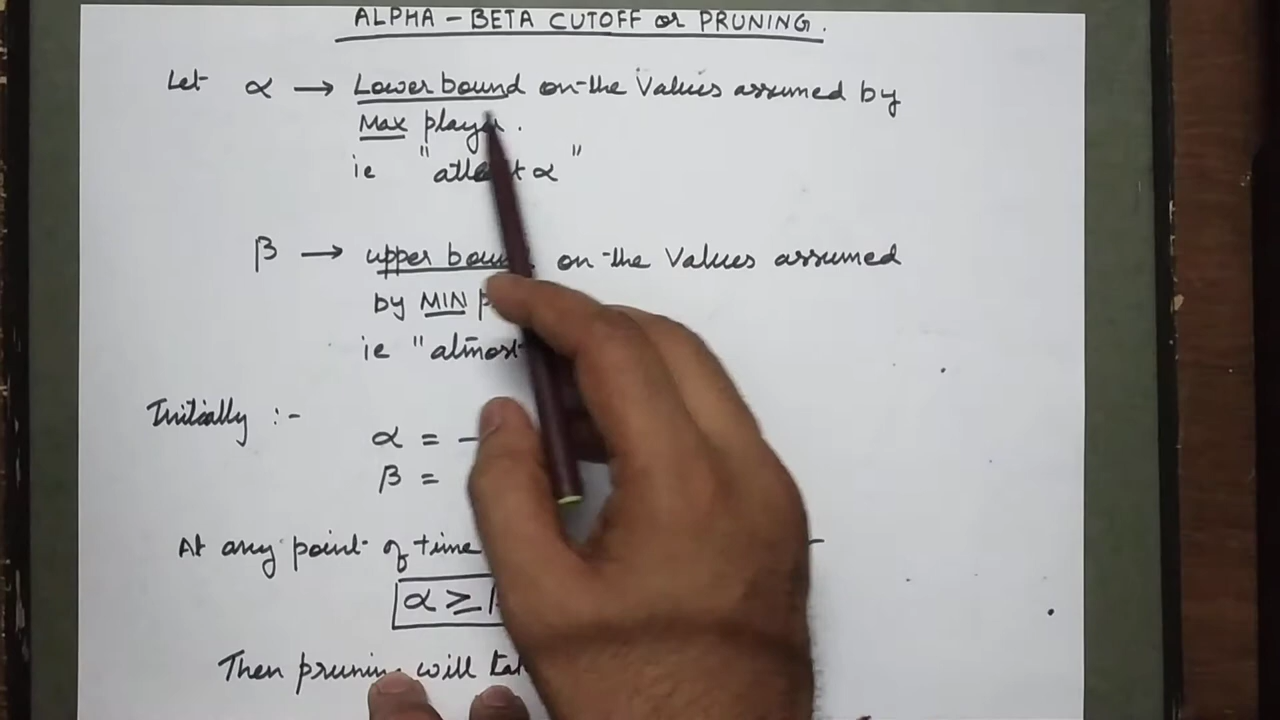 ALPHA - BETA CUTOFF or PRUNING.
Let α → Lower bound on the Values assumed by
Max player.
ie "atleast α"
β → upper bound on the Values assumed
by MIN
ie "atmost
Initially :-
α = -
β =
At any point of time
α ≥
Then pruning will